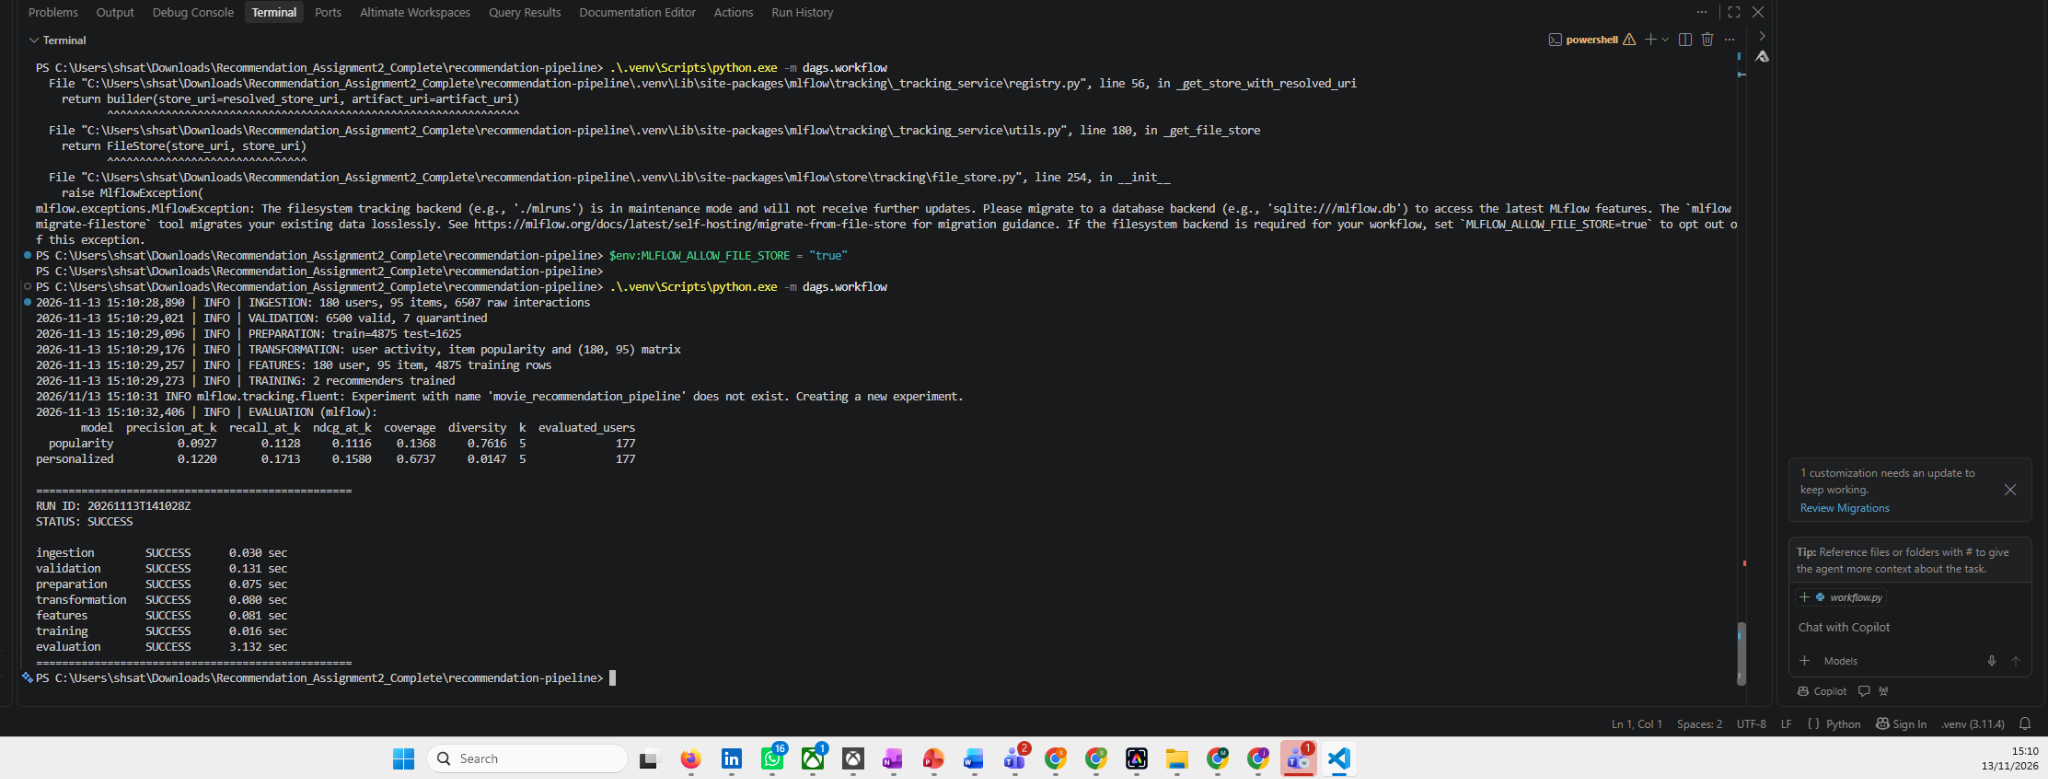 Problems Output Debug Console Terminal Ports Altimate Workspaces Query Results Documentation Editor Actions Run History
Terminal
powershell
PS C:\Users\shsat\Downloads\Recommendation_Assignment2_Complete\recommendation-pipeline> .\.venv\Scripts\python.exe -m dags.workflow
File "C:\Users\shsat\Downloads\Recommendation_Assignment2_Complete\recommendation-pipeline\.venv\Lib\site-packages\mlflow\tracking\_tracking_service\registry.py", line 56, in _get_store_with_resolved_uri
return builder(store_uri=resolved_store_uri, artifact_uri=artifact_uri)
^^^^^^^^^^^^^^^^^^^^^^^^^^^^^^^^^^^^^^^^^^^^^^^^^^^^^^^^^^^^^^^^
File "C:\Users\shsat\Downloads\Recommendation_Assignment2_Complete\recommendation-pipeline\.venv\Lib\site-packages\mlflow\tracking\_tracking_service\utils.py", line 180, in _get_file_store
return FileStore(store_uri, store_uri)
^^^^^^^^^^^^^^^^^^^^^^^^^^^^^^^
File "C:\Users\shsat\Downloads\Recommendation_Assignment2_Complete\recommendation-pipeline\.venv\Lib\site-packages\mlflow\store\tracking\file_store.py", line 254, in __init__
raise MlflowException(
mlflow.exceptions.MlflowException: The filesystem tracking backend (e.g., './mlruns') is in maintenance mode and will not receive further updates. Please migrate to a database backend (e.g., 'sqlite:///mlflow.db') to access the latest MLflow features. The `mlflow
migrate-filestore` tool migrates your existing data losslessly. See https://mlflow.org/docs/latest/self-hosting/migrate-from-file-store for migration guidance. If the filesystem backend is required for your workflow, set `MLFLOW_ALLOW_FILE_STORE=true` to opt out o
f this exception.
PS C:\Users\shsat\Downloads\Recommendation_Assignment2_Complete\recommendation-pipeline> $env:MLFLOW_ALLOW_FILE_STORE = "true"
PS C:\Users\shsat\Downloads\Recommendation_Assignment2_Complete\recommendation-pipeline>
PS C:\Users\shsat\Downloads\Recommendation_Assignment2_Complete\recommendation-pipeline> .\.venv\Scripts\python.exe -m dags.workflow
2026-11-13 15:10:28,890 | INFO | INGESTION: 180 users, 95 items, 6507 raw interactions
2026-11-13 15:10:29,021 | INFO | VALIDATION: 6500 valid, 7 quarantined
2026-11-13 15:10:29,096 | INFO | PREPARATION: train=4875 test=1625
2026-11-13 15:10:29,176 | INFO | TRANSFORMATION: user activity, item popularity and (180, 95) matrix
2026-11-13 15:10:29,257 | INFO | FEATURES: 180 user, 95 item, 4875 training rows
2026-11-13 15:10:29,273 | INFO | TRAINING: 2 recommenders trained
2026/11/13 15:10:31 INFO mlflow.tracking.fluent: Experiment with name 'movie_recommendation_pipeline' does not exist. Creating a new experiment.
2026-11-13 15:10:32,406 | INFO | EVALUATION (mlflow):
model precision_at_k recall_at_k ndcg_at_k coverage diversity k evaluated_users
popularity 0.0927 0.1128 0.1116 0.1368 0.7616 5 177
personalized 0.1220 0.1713 0.1580 0.6737 0.0147 5 177
=================================================
RUN ID: 20261113T141028Z
STATUS: SUCCESS
ingestion SUCCESS 0.030 sec
validation SUCCESS 0.131 sec
preparation SUCCESS 0.075 sec
transformation SUCCESS 0.080 sec
features SUCCESS 0.081 sec
training SUCCESS 0.016 sec
evaluation SUCCESS 3.132 sec
=================================================
PS C:\Users\shsat\Downloads\Recommendation_Assignment2_Complete\recommendation-pipeline>
1 customization needs an update to
keep working.
Review Migrations
Tip: Reference files or folders with # to give
the agent more context about the task.
workflow.py
Chat with Copilot
Models
Copilot
Ln 1, Col 1 Spaces: 2 UTF-8 LF { } Python Sign In .venv (3.11.4)
Search
16
1
2
1
15:10
13/11/2026